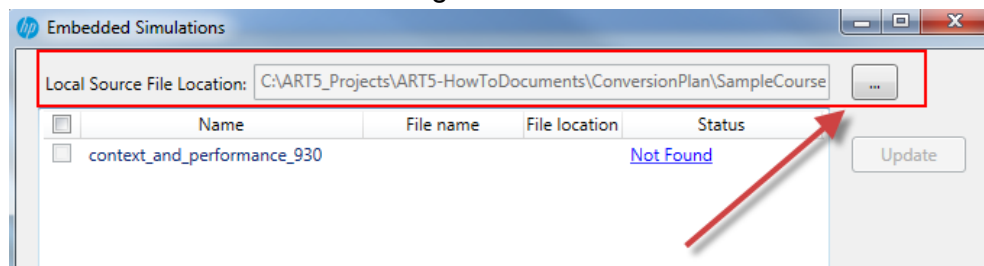 hp Embedded Simulations
Local Source File Location: C:\ART5_Projects\ART5-HowToDocuments\ConversionPlan\SampleCourse ...
Name File name File location Status
context_and_performance_930 Not Found Update